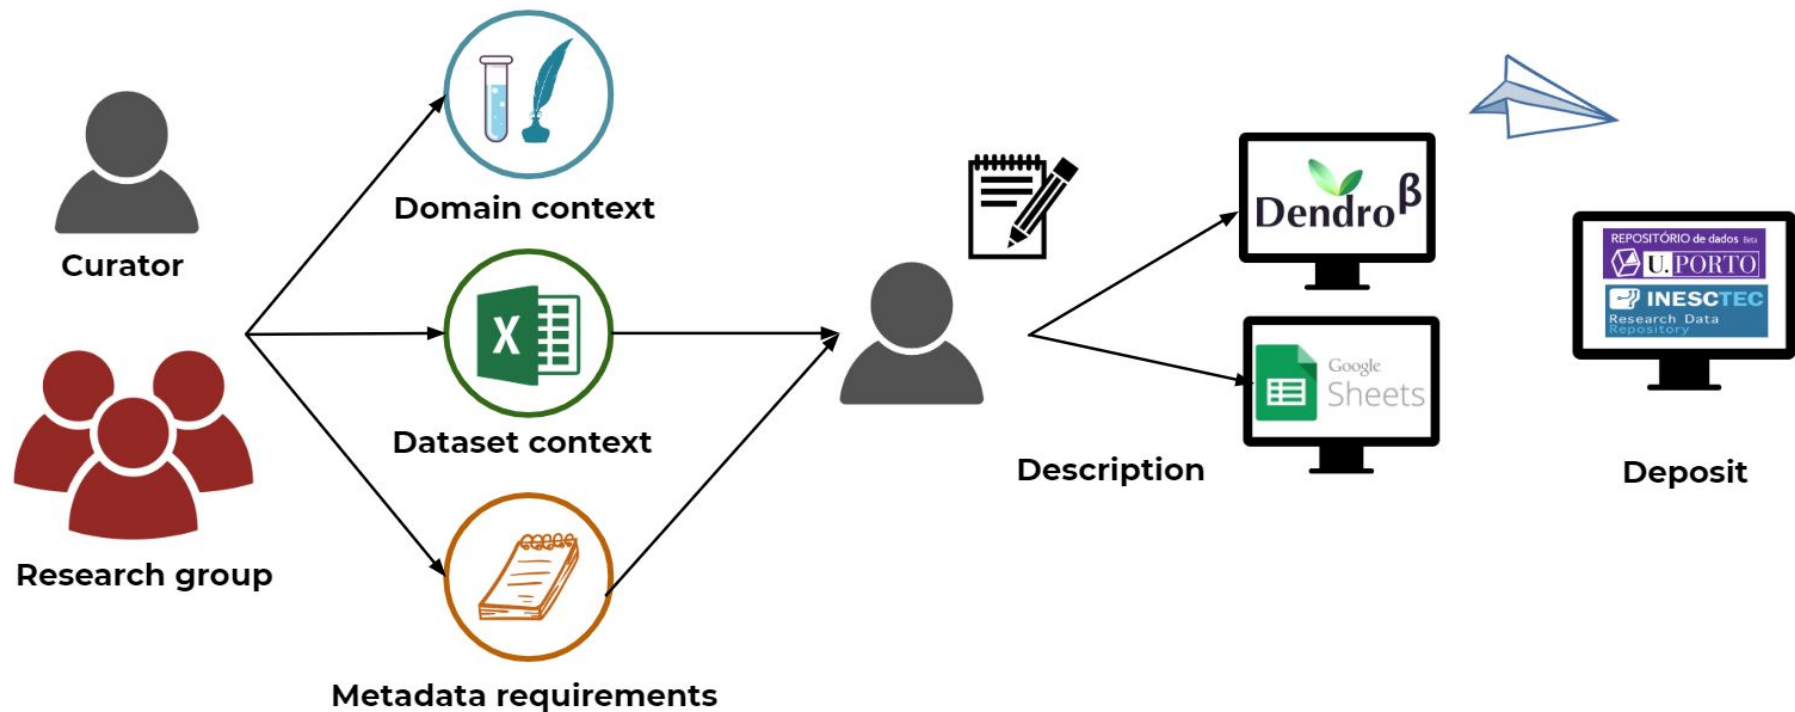 Curator
Research group
Domain context
X
Dataset context
Metadata requirements
Description
Dendro β
Google
Sheets
REPOSITÓRIO de dados Beta
U. PORTO
INESCTEC
Research Data
Repository
Deposit